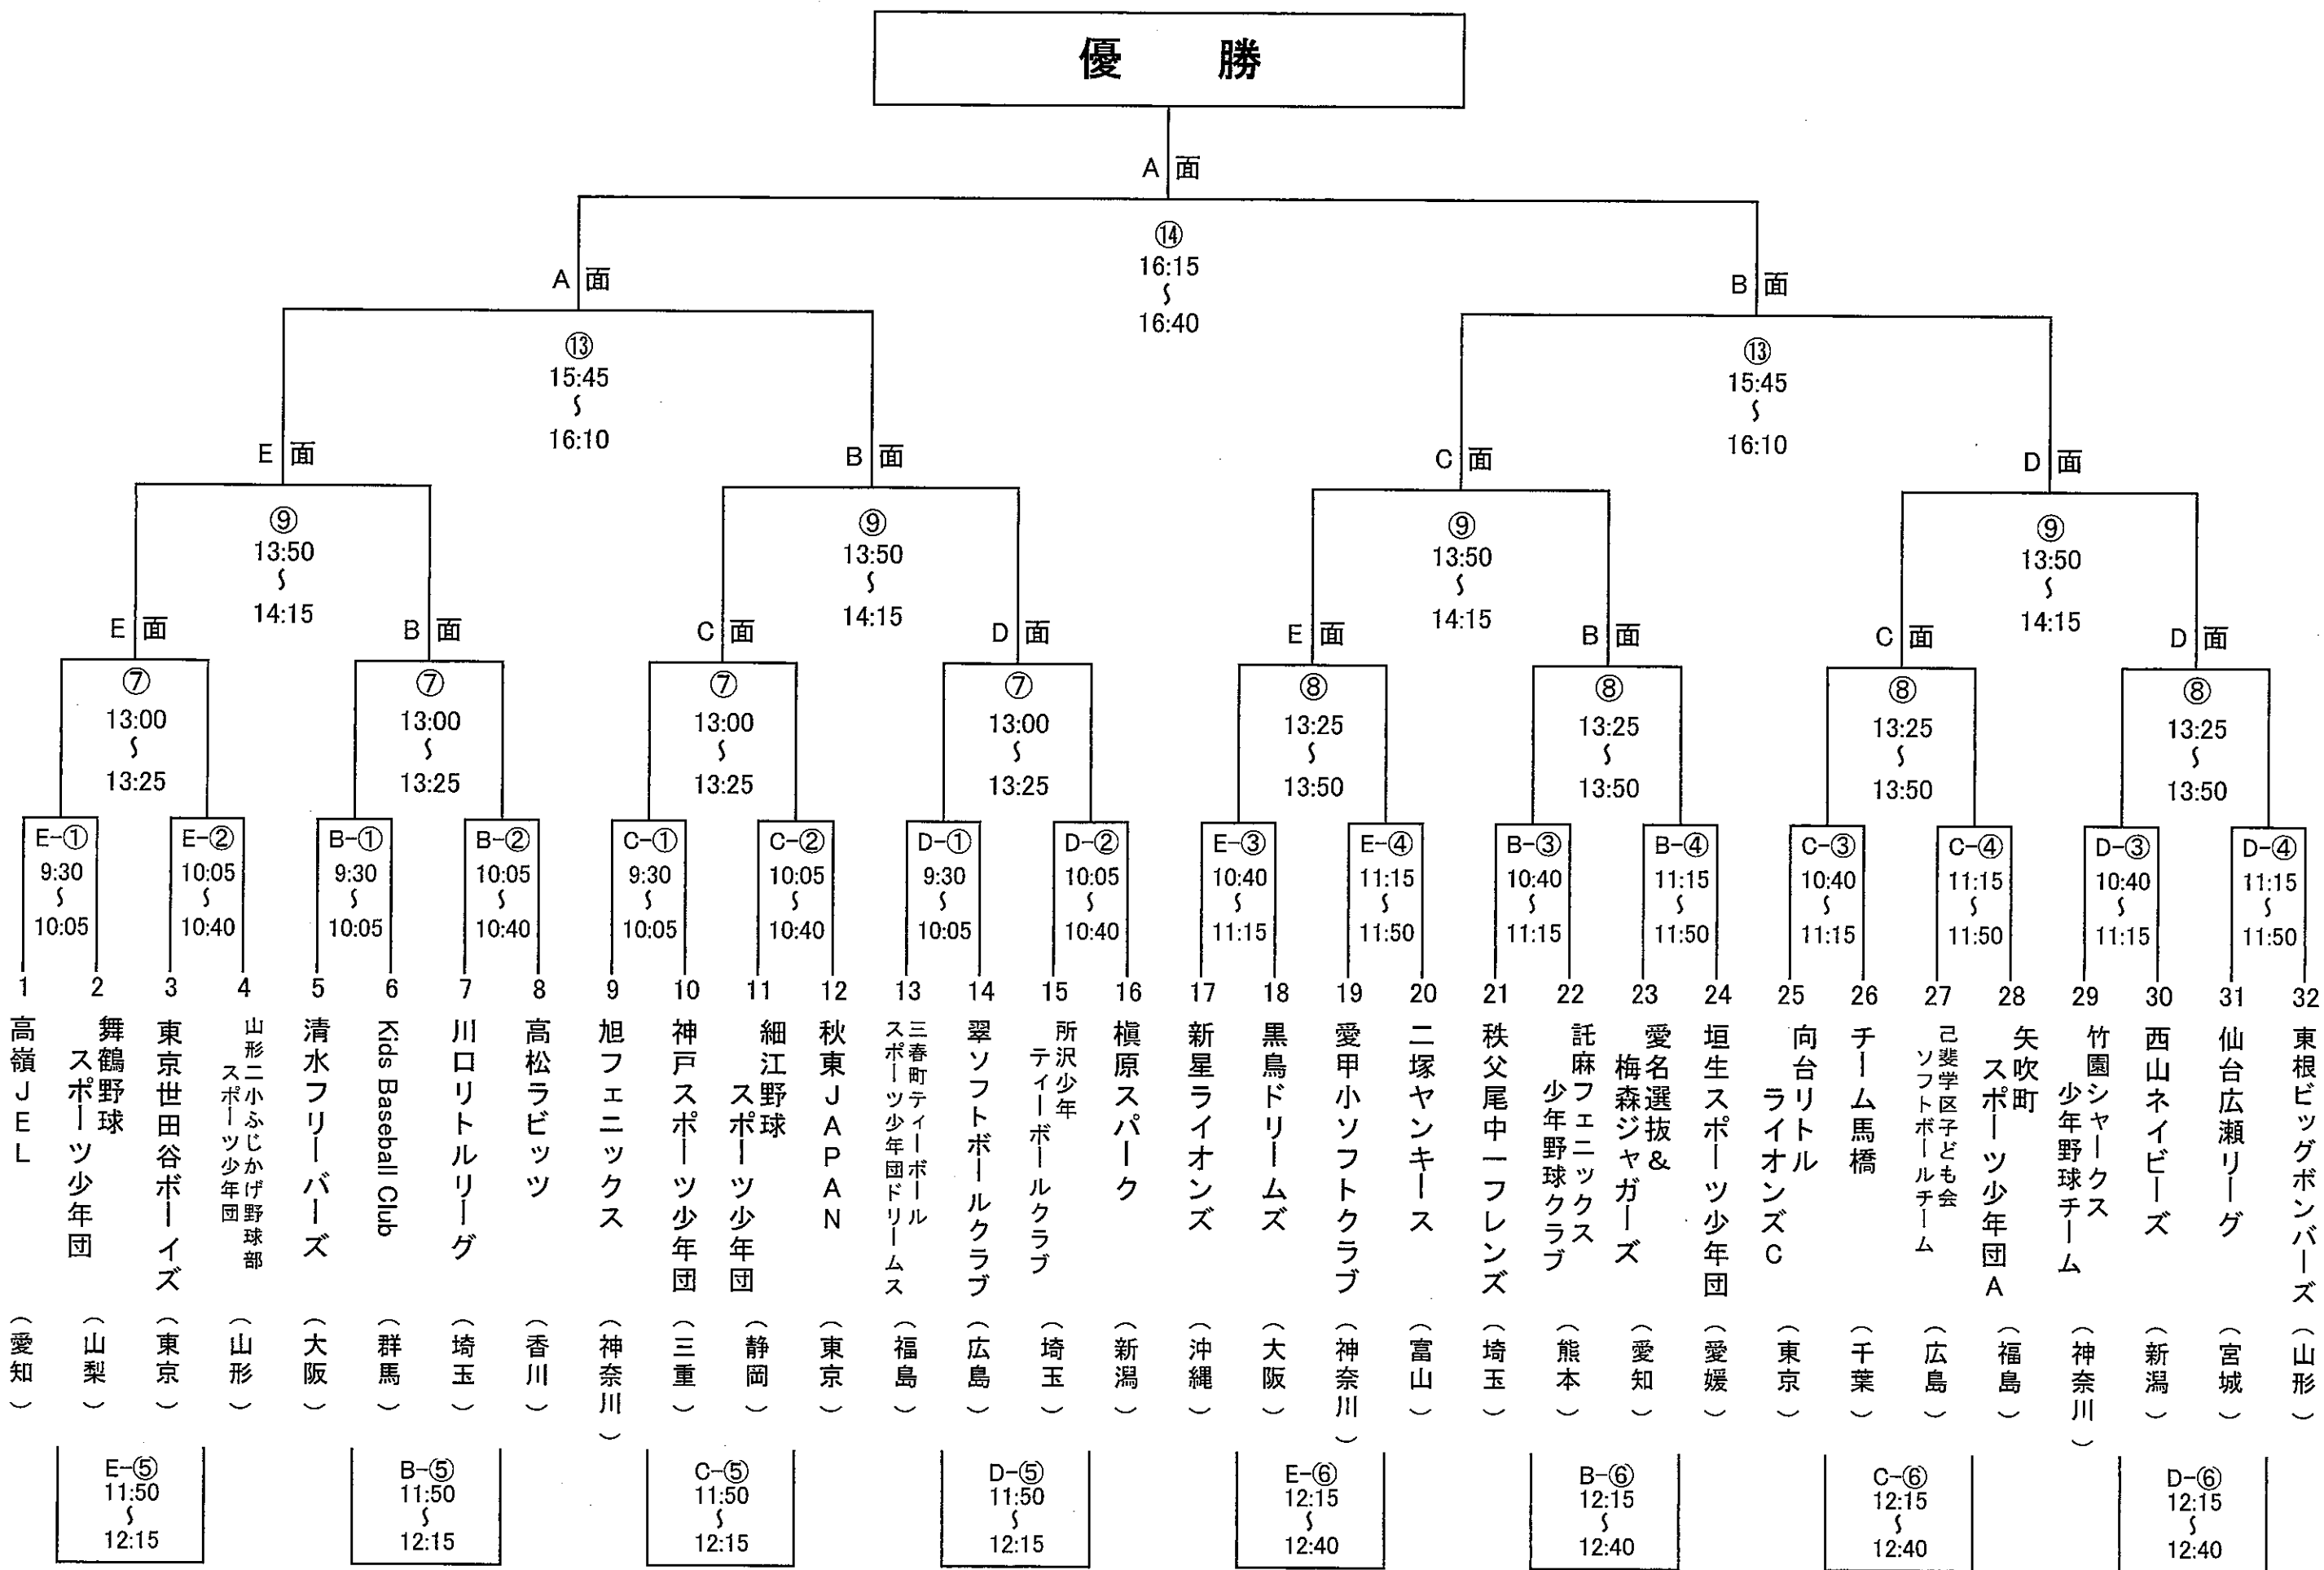 優 勝
A 面
⑭
16:15
～
16:40
A 面
B 面
⑬
15:45
～
16:10
⑬
15:45
～
16:10
E 面
B 面
C 面
D 面
⑨
13:50
～
14:15
⑨
13:50
～
14:15
⑨
13:50
～
14:15
⑨
13:50
～
14:15
E 面
B 面
C 面
D 面
E 面
B 面
C 面
D 面
⑦
13:00
～
13:25
⑦
13:00
～
13:25
⑦
13:00
～
13:25
⑦
13:00
～
13:25
⑧
13:25
～
13:50
⑧
13:25
～
13:50
⑧
13:25
～
13:50
⑧
13:25
～
13:50
E-①
9:30
～
10:05
E-②
10:05
～
10:40
B-①
9:30
～
10:05
B-②
10:05
～
10:40
C-①
9:30
～
10:05
C-②
10:05
～
10:40
D-①
9:30
～
10:05
D-②
10:05
～
10:40
E-③
10:40
～
11:15
E-④
11:15
～
11:50
B-③
10:40
～
11:15
B-④
11:15
～
11:50
C-③
10:40
～
11:15
C-④
11:15
～
11:50
D-③
10:40
～
11:15
D-④
11:15
～
11:50
1
高嶺JEL
（愛知）
2
舞鶴野球
スポーツ少年団
（山梨）
3
東京世田谷ボーイズ
（東京）
4
山形二小ふじかげ野球部
スポーツ少年団
（山形）
5
清水フリーバーズ
（大阪）
6
Kids Baseball Club
（群馬）
7
川口リトルリーグ
（埼玉）
8
高松ラビッツ
（香川）
9
旭フェニックス
（神奈川）
10
神戸スポーツ少年団
（三重）
11
細江野球
スポーツ少年団
（静岡）
12
秋東JAPAN
（東京）
13
三春町ティーボール
スポーツ少年団ドリームス
（福島）
14
翠ソフトボールクラブ
（広島）
15
所沢少年
ティーボールクラブ
（埼玉）
16
槇原スパーク
（新潟）
17
新星ライオンズ
（沖縄）
18
黒鳥ドリームズ
（大阪）
19
愛甲小ソフトクラブ
（神奈川）
20
二塚ヤンキース
（富山）
21
秩父尾中一フレンズ
（埼玉）
22
託麻フェニックス
少年野球クラブ
（熊本）
23
愛名選抜&
梅森ジャガーズ
（愛知）
24
垣生スポーツ少年団
（愛媛）
25
向台リトル
ライオンズC
（東京）
26
チーム馬橋
（千葉）
27
己斐学区子ども会
ソフトボールチーム
（広島）
28
矢吹町
スポーツ少年団A
（福島）
29
竹園シャークス
少年野球チーム
（神奈川）
30
西山ネイビーズ
（新潟）
31
仙台広瀬リーグ
（宮城）
32
東根ビッグボンバーズ
（山形）
E-⑤
11:50
～
12:15
B-⑤
11:50
～
12:15
C-⑤
11:50
～
12:15
D-⑤
11:50
～
12:15
E-⑥
12:15
～
12:40
B-⑥
12:15
～
12:40
C-⑥
12:15
～
12:40
D-⑥
12:15
～
12:40